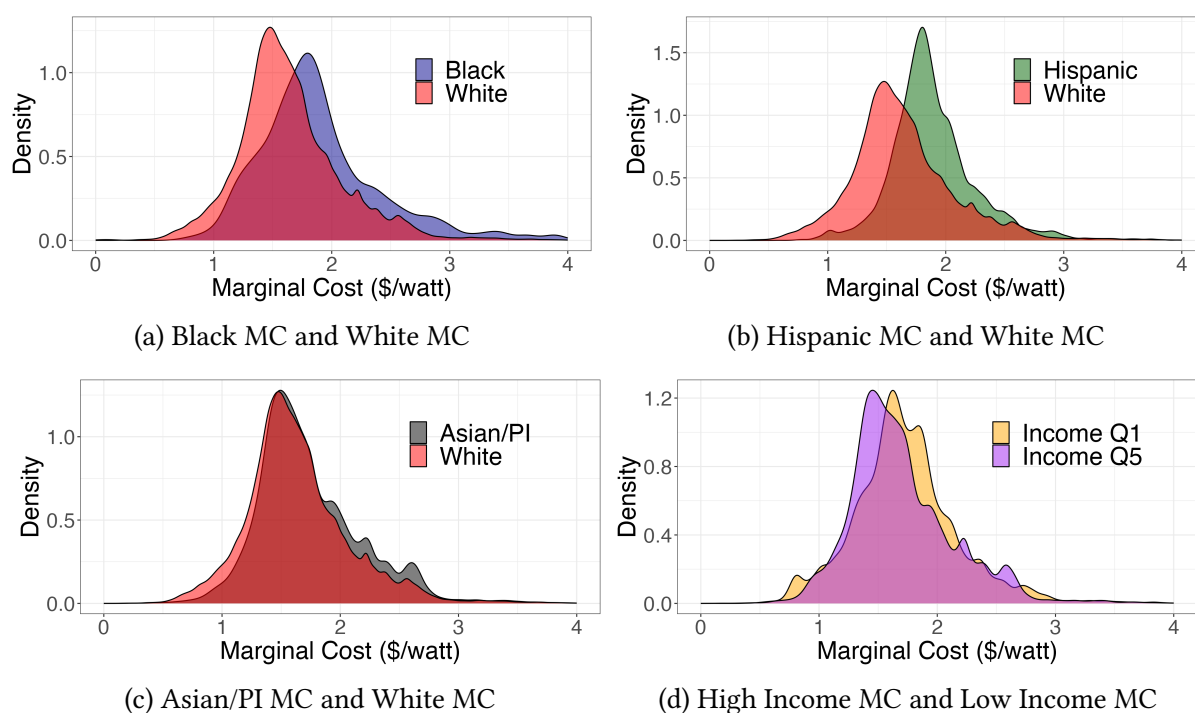 Density
1.0
0.5
0.0
Black
White
0 1 2 3 4
Marginal Cost ($/watt)
(a) Black MC and White MC
Density
1.5
1.0
0.5
0.0
Hispanic
White
0 1 2 3 4
Marginal Cost ($/watt)
(b) Hispanic MC and White MC
Density
1.0
0.5
0.0
Asian/PI
White
0 1 2 3 4
Marginal Cost ($/watt)
(c) Asian/PI MC and White MC
Density
1.2
0.8
0.4
0.0
Income Q1
Income Q5
0 1 2 3 4
Marginal Cost ($/watt)
(d) High Income MC and Low Income MC